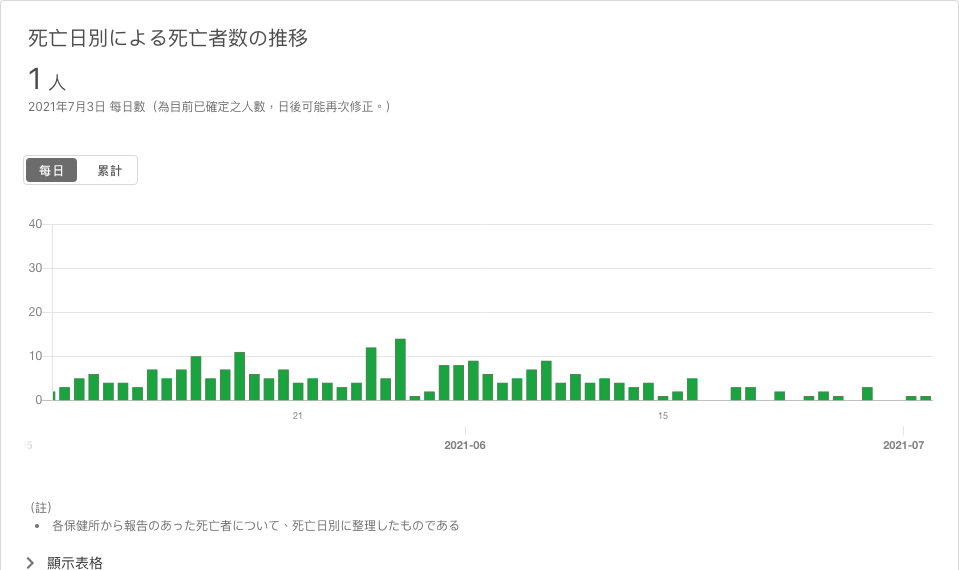 死亡日別による死亡者数の推移
1 人
2021年7月3日 每日數（為目前已確定之人數，日後可能再次修正。）
每日 累計
40
30
20
10
0
21 15
5 2021-06 2021-07
（註）
• 各保健所から報告のあった死亡者について、死亡日別に整理したものである
顯示表格